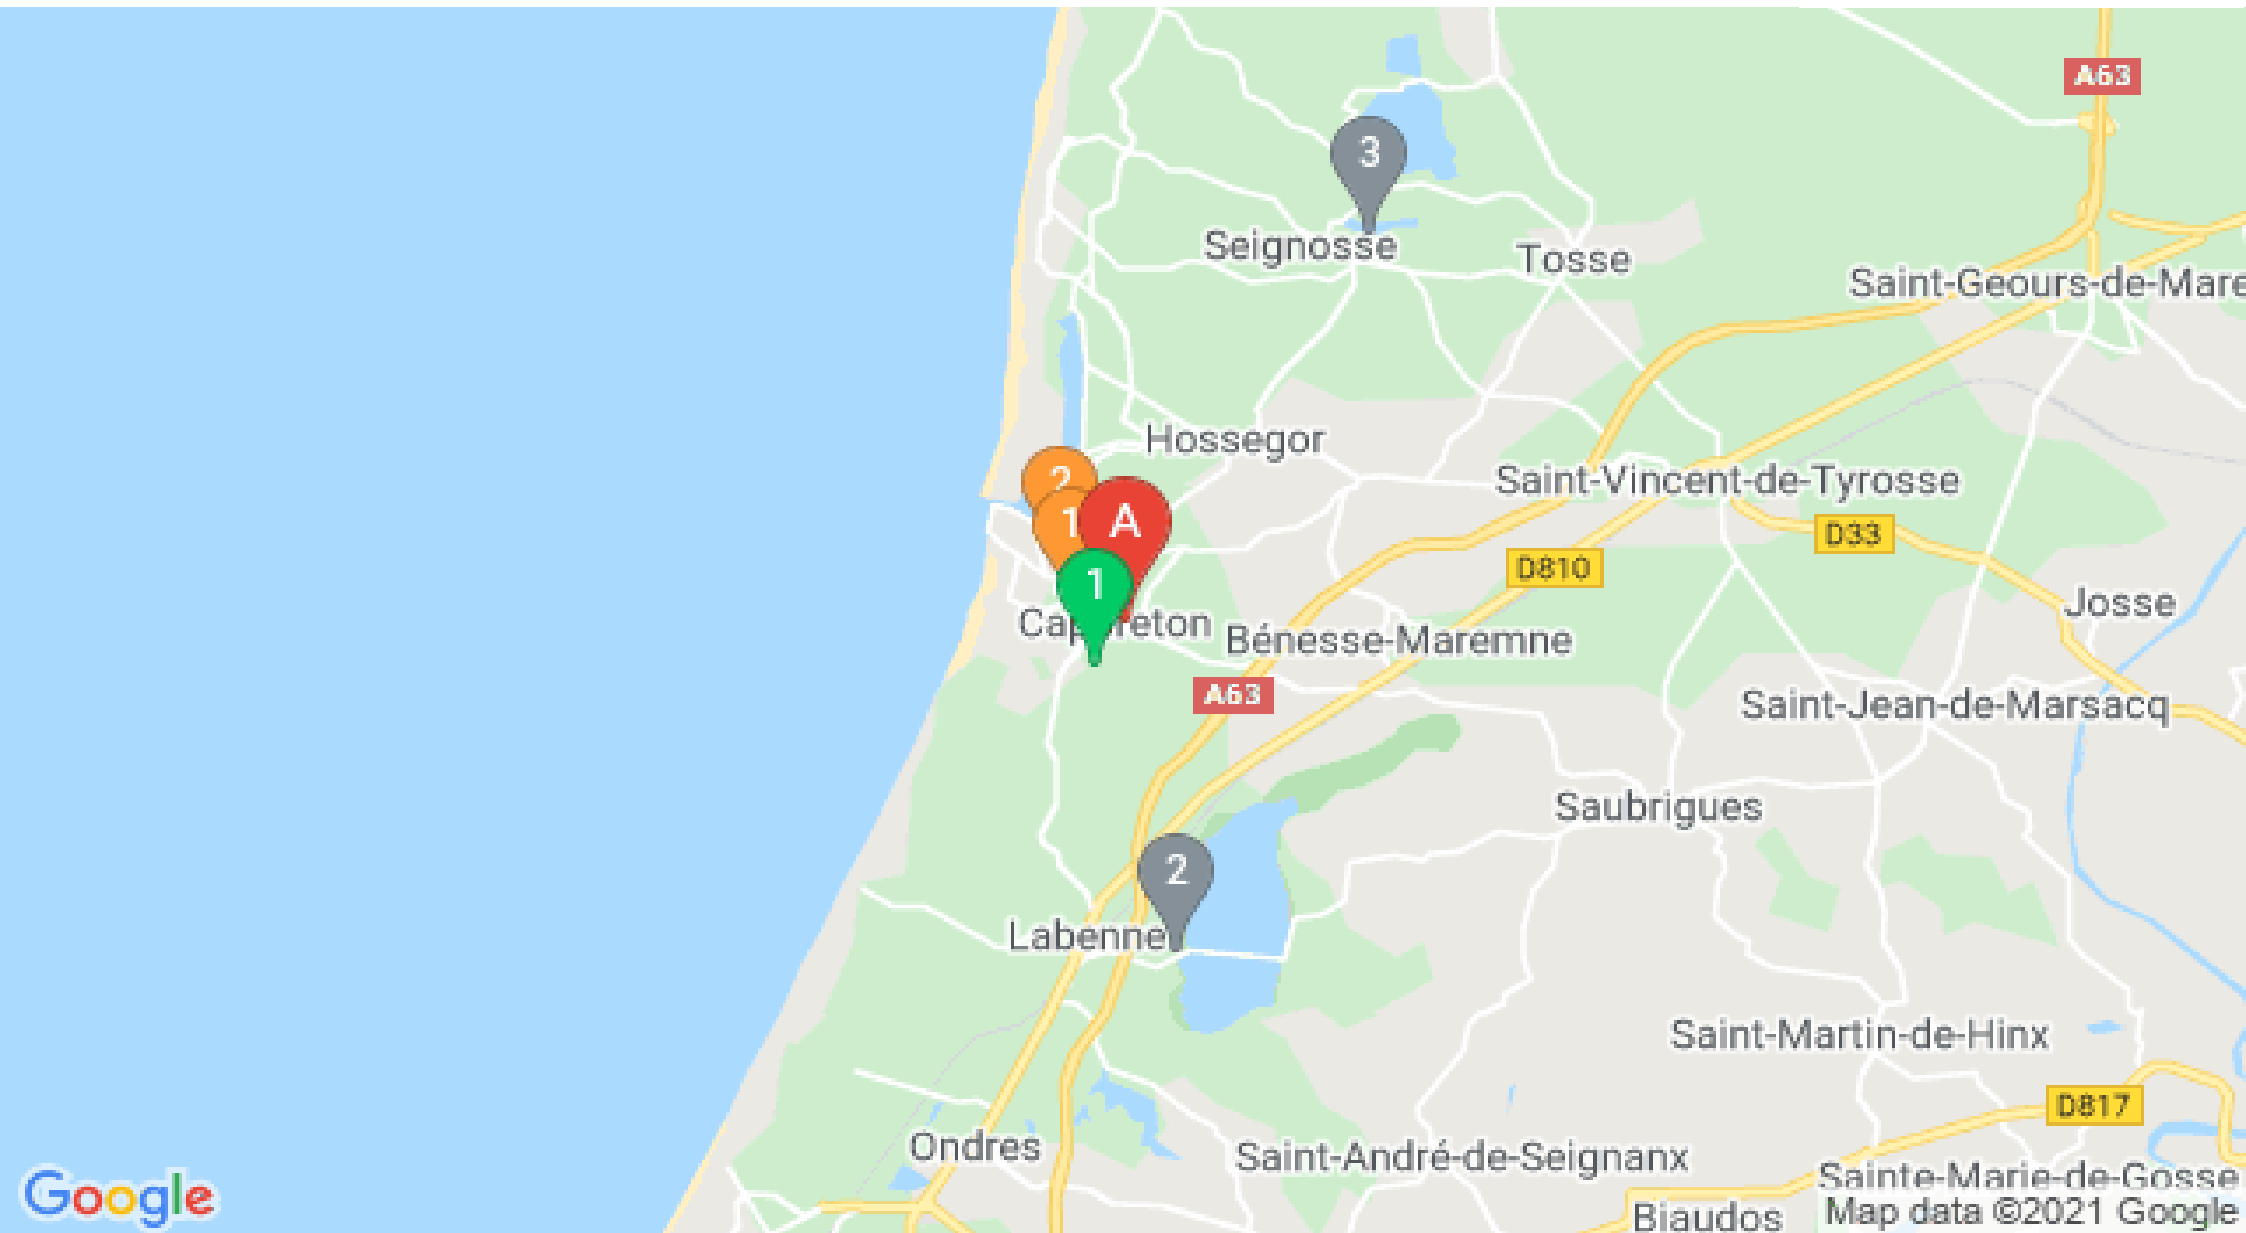 A63
3
Seignosse
Tosse
Saint-Geours-de-Mare
Hossegor
2
Saint-Vincent-de-Tyrosse
1
A
D33
D810
1
Capbreton
Josse
Bénesse-Maremne
A63
Saint-Jean-de-Marsacq
Saubrigues
2
Labenne
Saint-Martin-de-Hinx
D817
Ondres
Saint-André-de-Seignanx
Sainte-Marie-de-Gosse
Google
Biaudos
Map data ©2021 Google